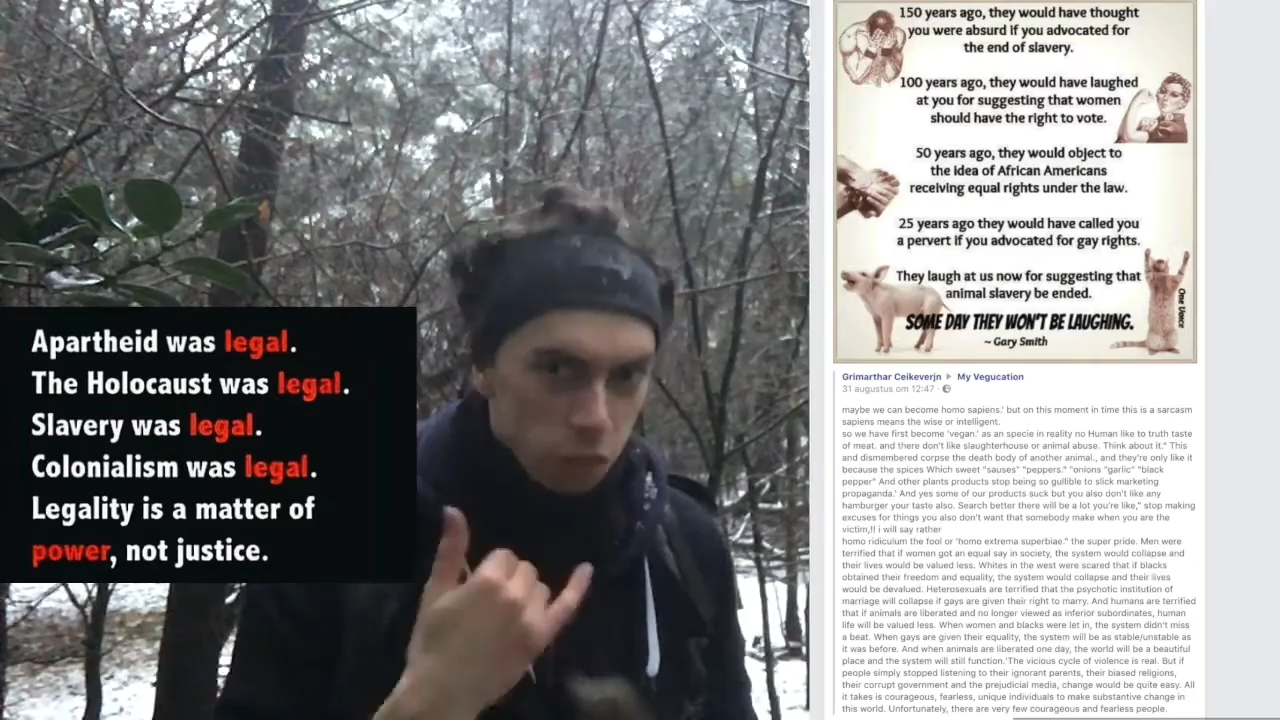 Apartheid was legal.
The Holocaust was legal.
Slavery was legal.
Colonialism was legal.
Legality is a matter of
power, not justice.
150 years ago, they would have thought
you were absurd if you advocated for
the end of slavery.
100 years ago, they would have laughed
at you for suggesting that women
should have the right to vote.
50 years ago, they would object to
the idea of African Americans
receiving equal rights under the law.
25 years ago they would have called you
a pervert if you advocated for gay rights.
They laugh at us now for suggesting that
animal slavery be ended.
SOME DAY THEY WON'T BE LAUGHING.
~ Gary Smith
One Voice
Grimarthar Ceikeverjn ▸ My Vegucation
31 augustus om 12:47 ·
maybe we can become homo sapiens.' but on this moment in time this is a sarcasm
sapiens means the wise or intelligent.
so we have first become 'vegan.' as an specie in reality no Human like to truth taste
of meat. and there don't like slaughterhouse or animal abuse. Think about it." This
and dismembered corpse the death body of another animal., and they're only like it
because the spices Which sweet "sauses" "peppers." "onions "garlic" "black
pepper" And other plants products stop being so gullible to slick marketing
propaganda.' And yes some of our products suck but you also don't like any
hamburger your taste also. Search better there will be a lot you're like," stop making
excuses for things you also don't want that somebody make when you are the
victim,!! i will say rather
homo ridiculum the fool or 'homo extrema superbiae." the super pride. Men were
terrified that if women got an equal say in society, the system would collapse and
their lives would be valued less. Whites in the west were scared that if blacks
obtained their freedom and equality, the system would collapse and their lives
would be devalued. Heterosexuals are terrified that the psychotic institution of
marriage will collapse if gays are given their right to marry. And humans are terrified
that if animals are liberated and no longer viewed as inferior subordinates, human
life will be valued less. When women and blacks were let in, the system didn't miss
a beat. When gays are given their equality, the system will be as stable/unstable as
it was before. And when animals are liberated one day, the world will be a beautiful
place and the system will still function.'The vicious cycle of violence is real. But if
people simply stopped listening to their ignorant parents, their biased religions,
their corrupt government and the prejudicial media, change would be quite easy. All
it takes is courageous, fearless, unique individuals to make substantive change in
this world. Unfortunately, there are very few courageous and fearless people.